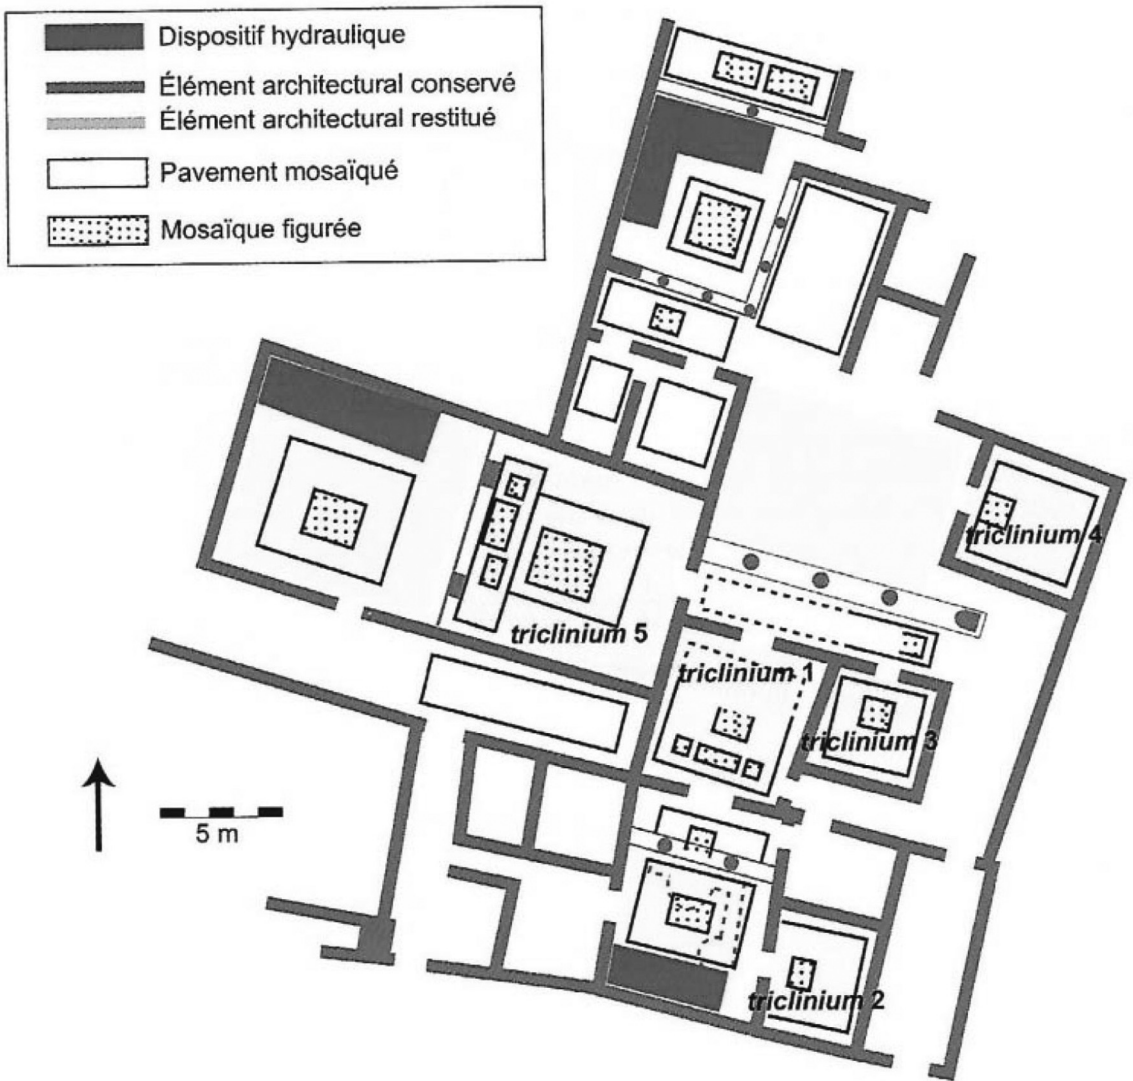 Dispositif hydraulique
Élément architectural conservé
Élément architectural restitué
Pavement mosaïqué
Mosaïque figurée
triclinium 4
triclinium 5
triclinium 1
triclinium 3
5 m
triclinium 2